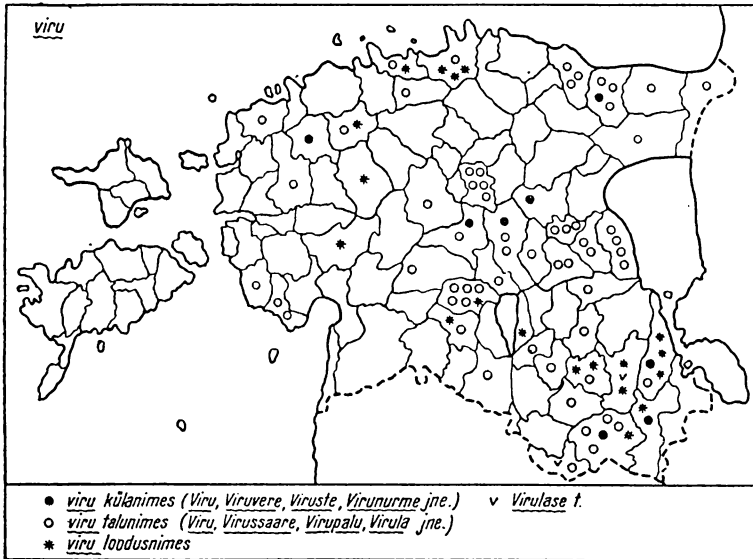 viru
● viru külanimes (Viru, Viruvere, Viruste, Virunurme jne.)
v Virulase t.
○ viru talunimes (Viru, Virussaare, Virupalu, Virula jne.)
* viru loodusnimes